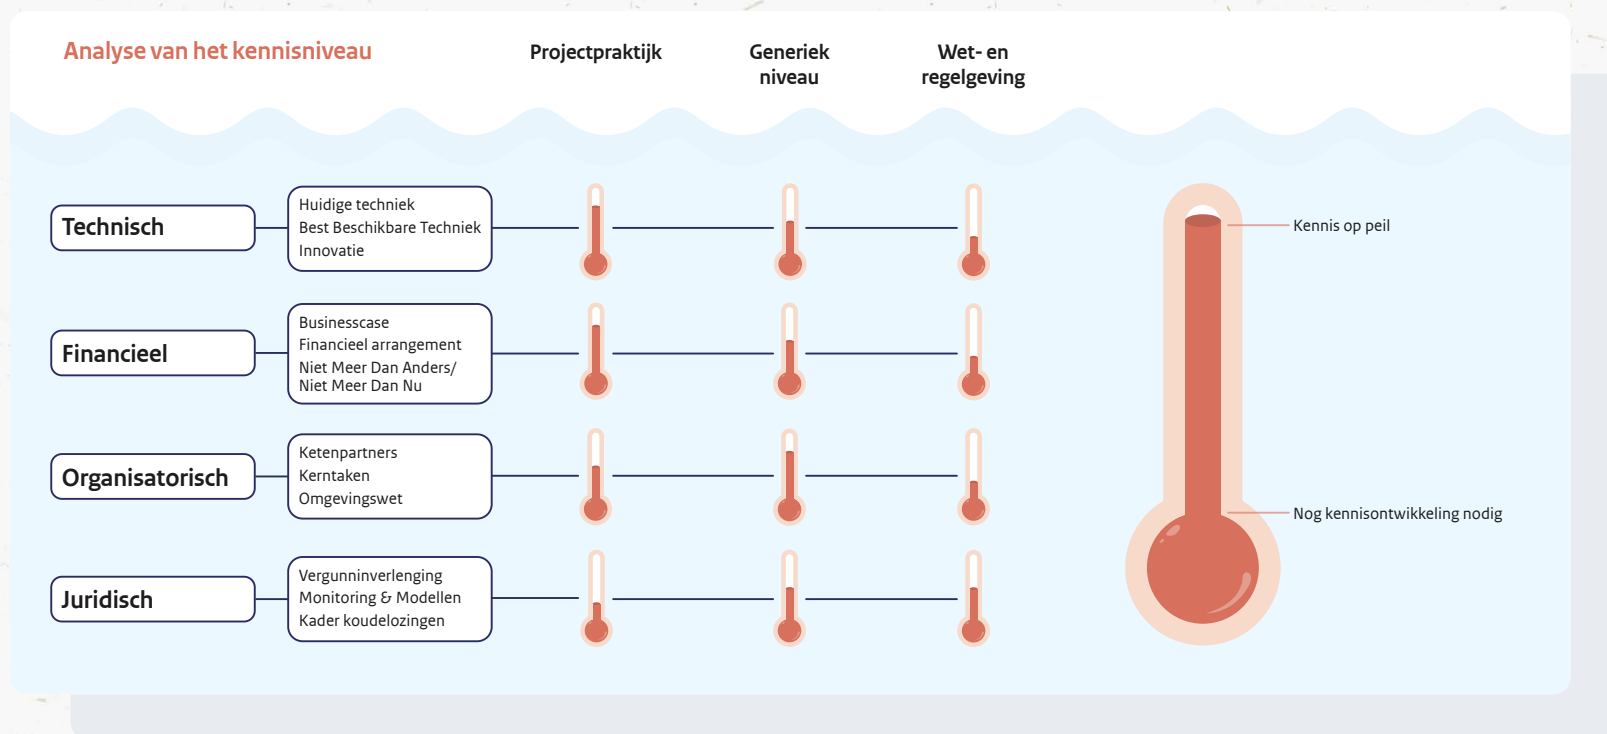 Analyse van het kennisniveau
Projectpraktijk
Generiek
niveau
Wet- en
regelgeving
Technisch
Huidige techniek
Best Beschikbare Techniek
Innovatie
Financieel
Businesscase
Financieel arrangement
Niet Meer Dan Anders/
Niet Meer Dan Nu
Organisatorisch
Ketenpartners
Kerntaken
Omgevingswet
Juridisch
Vergunninverlenging
Monitoring & Modellen
Kader koudelozingen
Kennis op peil
Nog kennisontwikkeling nodig